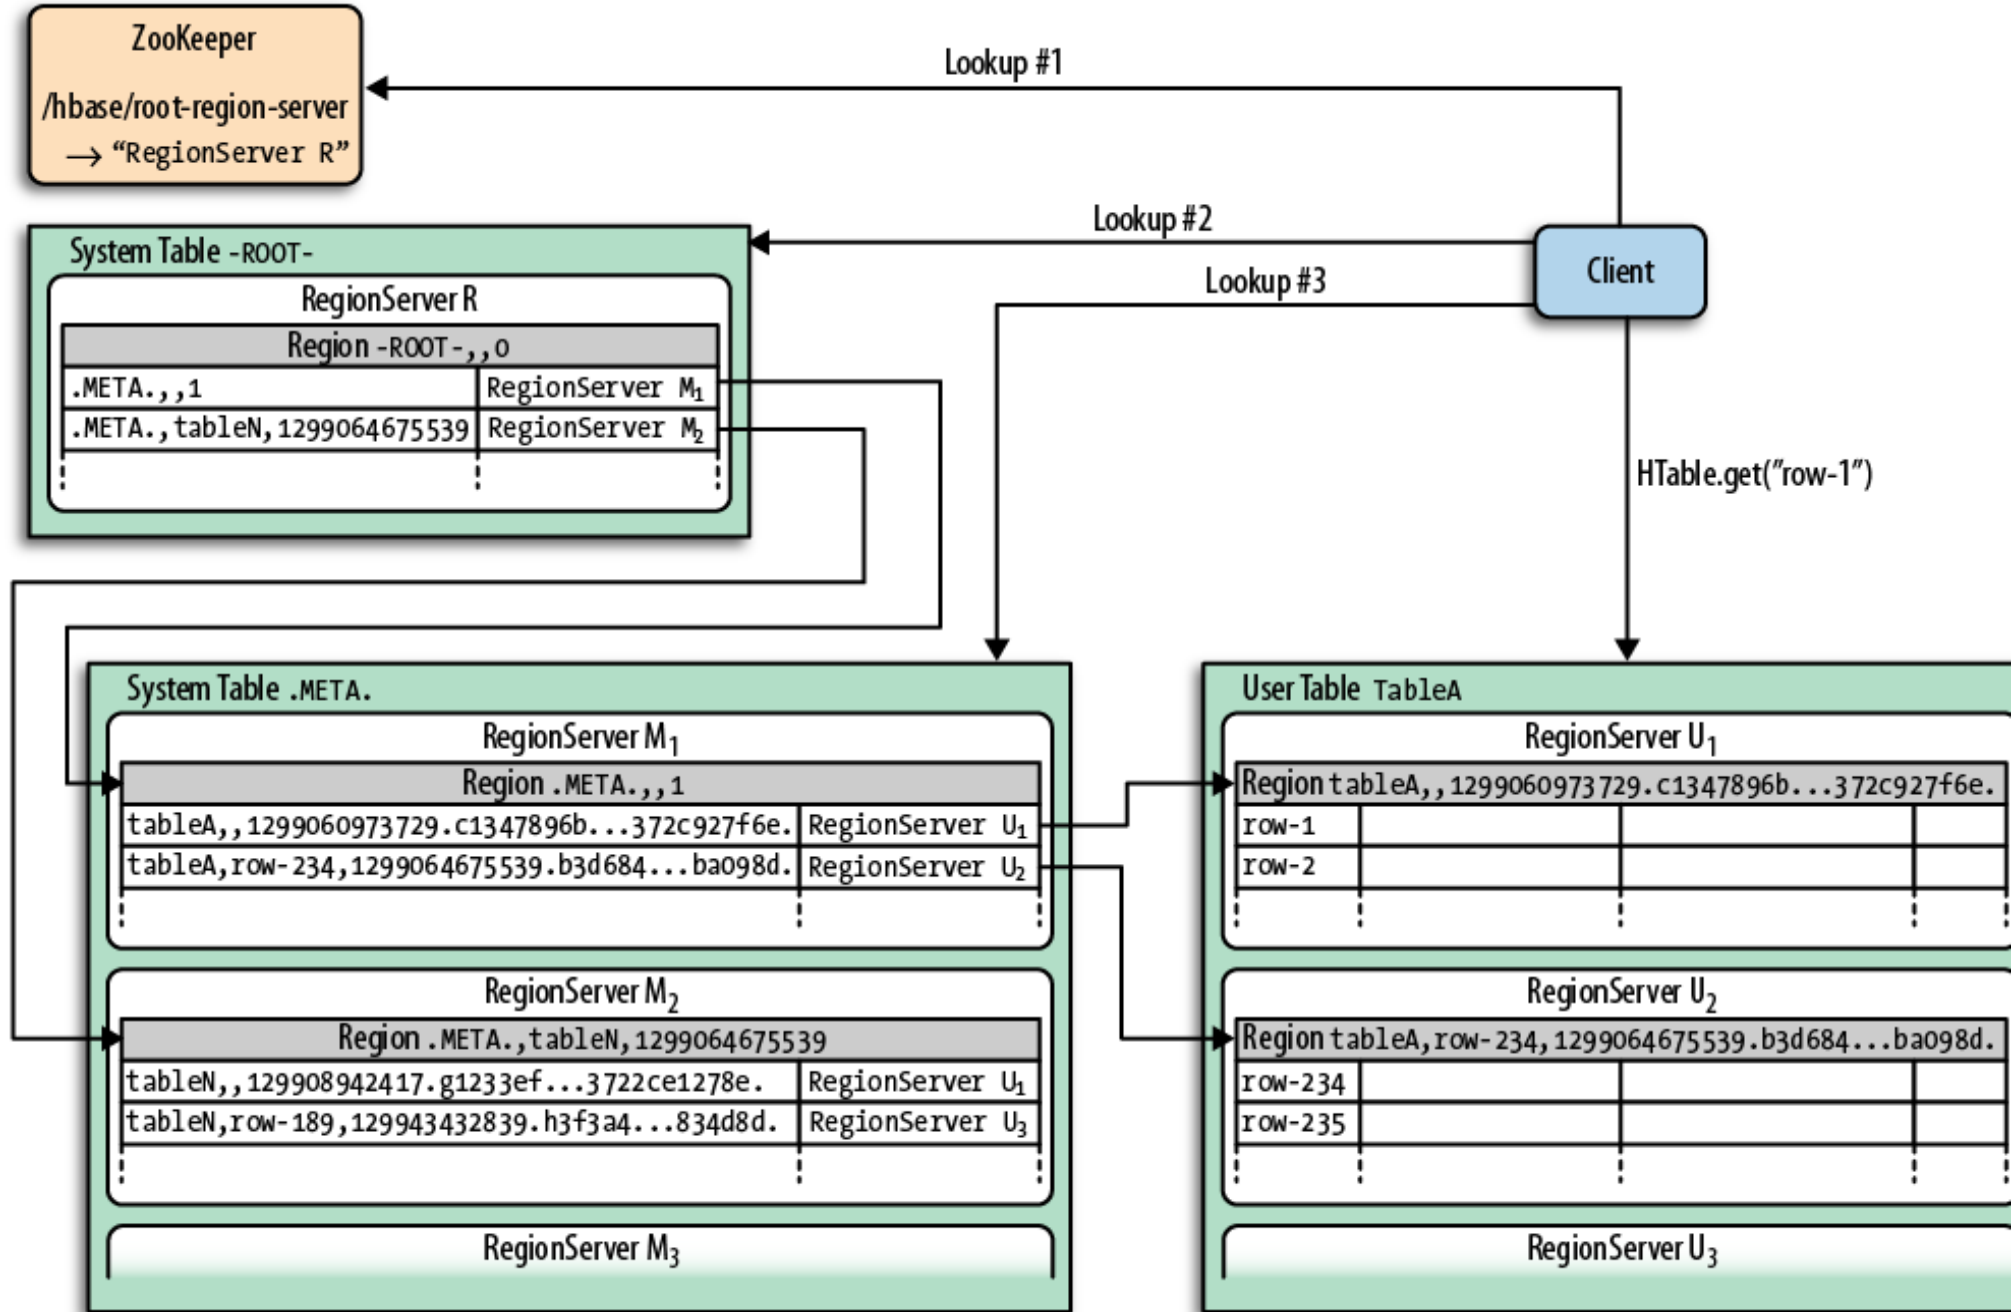 ZooKeeper
/hbase/root-region-server
→ “RegionServer R”
Lookup #1
Lookup #2
Lookup #3
Client
HTable.get(”row-1”)
System Table -ROOT-
RegionServer R
Region -ROOT-,,0
.META.,,1 RegionServer M1
.META.,tableN,1299064675539 RegionServer M2
System Table .META.
RegionServer M1
Region .META.,,1
tableA,,1299060973729.c1347896b...372c927f6e. RegionServer U1
tableA,row-234,1299064675539.b3d684...ba098d. RegionServer U2
RegionServer M2
Region .META.,tableN,1299064675539
tableN,,129908942417.g1233ef...3722ce1278e. RegionServer U1
tableN,row-189,129943432839.h3f3a4...834d8d. RegionServer U3
RegionServer M3
User Table TableA
RegionServer U1
Region tableA,,1299060973729.c1347896b...372c927f6e.
row-1
row-2
RegionServer U2
Region tableA,row-234,1299064675539.b3d684...ba098d.
row-234
row-235
RegionServer U3